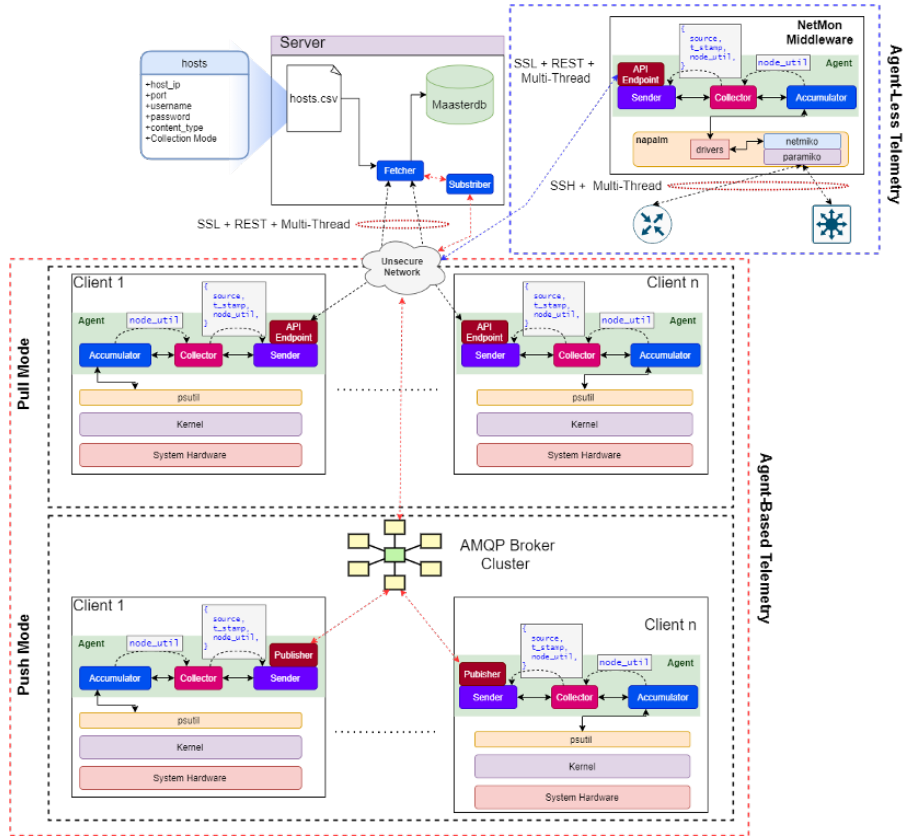 hosts
+host_ip
+port
+username
+password
+content_type
+Collection Mode
Server
hosts.csv
Maasterdb
Fetcher
Substriber
SSL + REST + Multi-Thread
Unsecure
Network
NetMon
Middleware
SSL + REST +
Multi-Thread
{
source,
t_stamp,
node_util,
}
node_util
Agent
API
Endpoint
Sender
Collector
Accumulator
napalm
drivers
netmiko
paramiko
SSH + Multi-Thread
Agent-Less Telemetry
Pull Mode
Client 1
{
source,
t_stamp,
node_util,
}
Agent
node_util
API
Endpoint
Accumulator
Collector
Sender
psutil
Kernel
System Hardware
Client n
{
source,
t_stamp,
node_util,
}
node_util
Agent
API
Endpoint
Sender
Collector
Accumulator
psutil
Kernel
System Hardware
Agent-Based Telemetry
Push Mode
AMQP Broker
Cluster
Client 1
{
source,
t_stamp,
node_util,
}
Agent
node_util
Publisher
Accumulator
Collector
Sender
psutil
Kernel
System Hardware
Client n
{
source,
t_stamp,
node_util,
}
node_util
Agent
Pubisher
Sender
Collector
Accumulator
psutil
Kernel
System Hardware